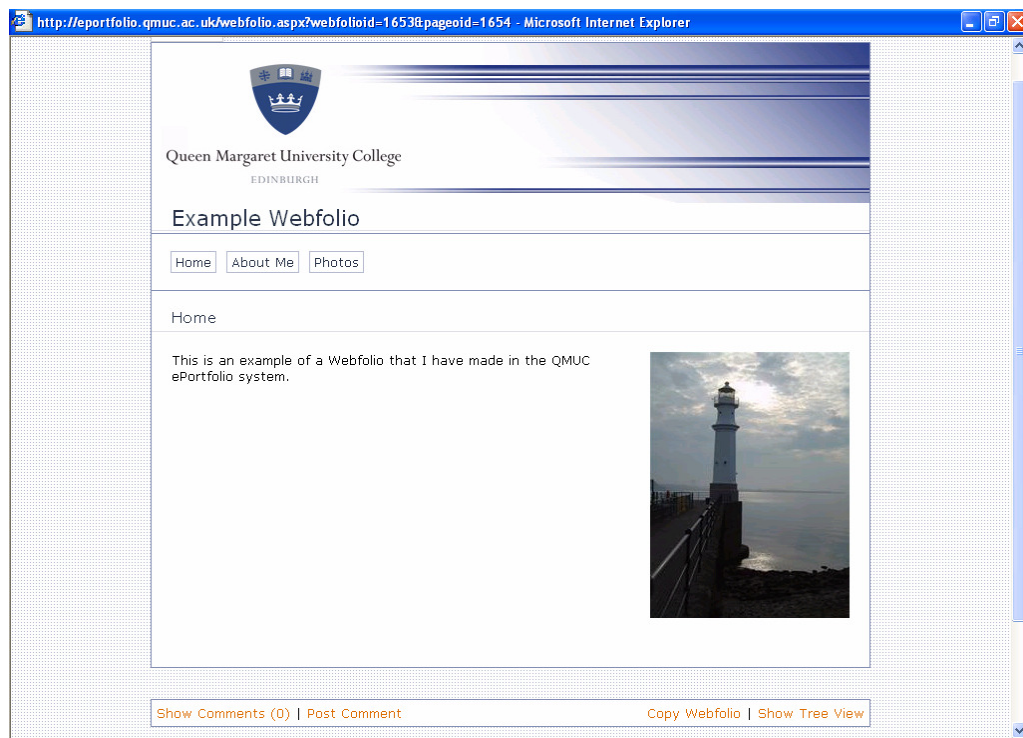 http://eportfolio.qmuc.ac.uk/webfolio.aspx?webfolioid=1653&pageoid=1654 - Microsoft Internet Explorer
Queen Margaret University College
EDINBURGH
Example Webfolio
Home About Me Photos
Home
This is an example of a Webfolio that I have made in the QMUC
ePortfolio system.
Show Comments (0) | Post Comment Copy Webfolio | Show Tree View